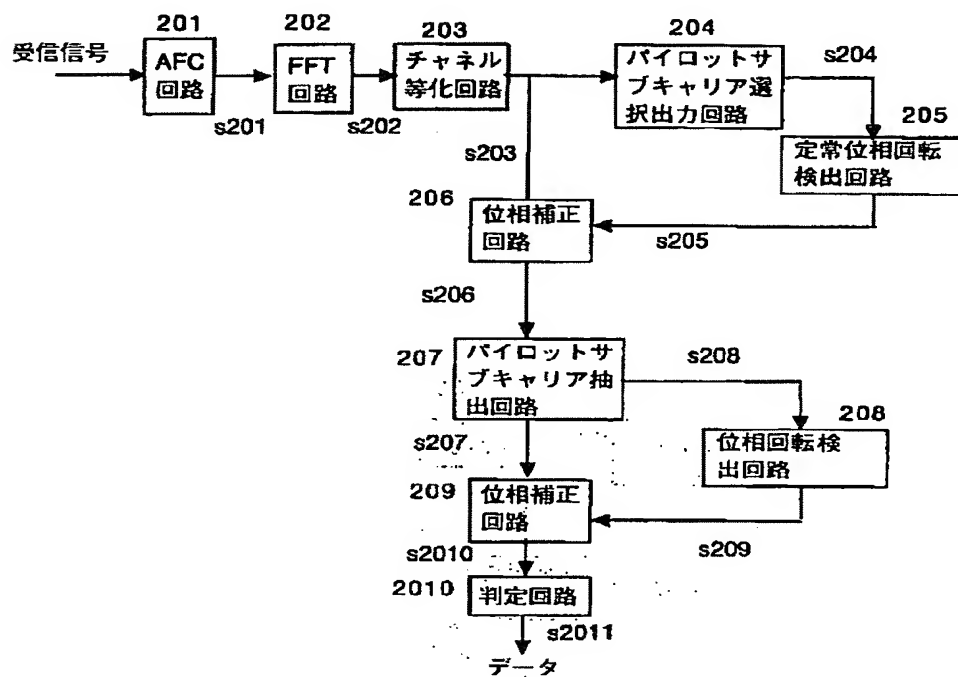 201
202
203
204
受信信号
AFC
回路
FFT
回路
チャネル
等化回路
パイロットサ
ブキャリア選
択出力回路
s204
s201
s202
s203
205
定常位相回転
検出回路
206
位相補正
回路
s205
s206
207
パイロットサ
ブキャリア抽
出回路
s208
208
位相回転検
出回路
s207
209
位相補正
回路
s209
s2010
2010
判定回路
s2011
データ